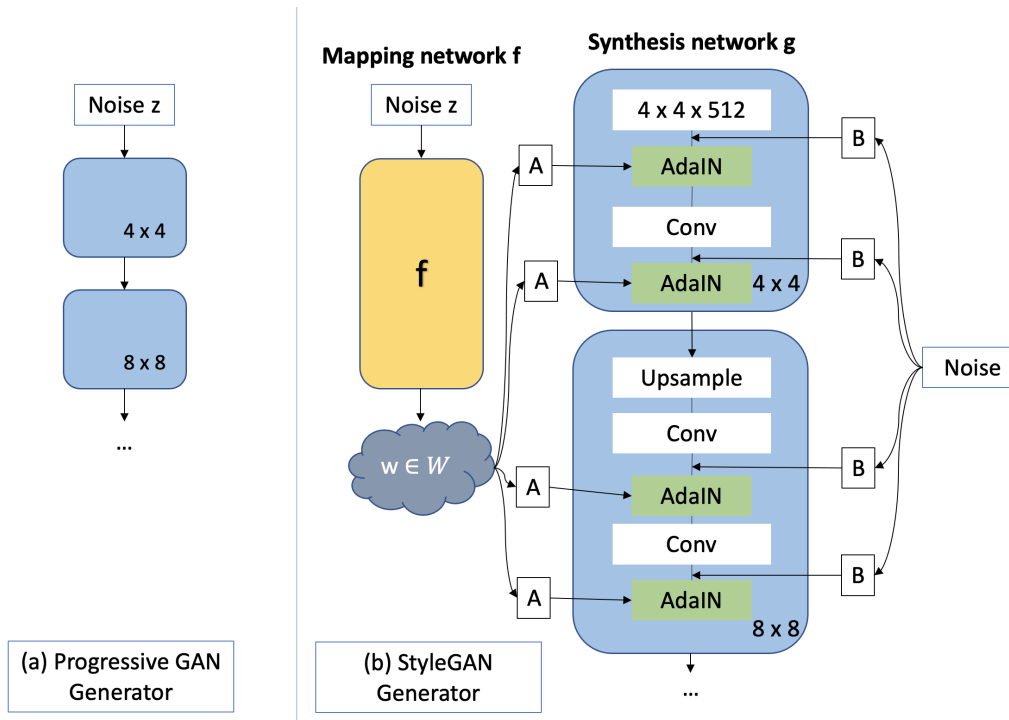 Noise z
4 x 4
8 x 8
...
(a) Progressive GAN
Generator
Mapping network f
Noise z
f
w ∈ W
A
A
A
A
Synthesis network g
4 x 4 x 512
AdaIN
Conv
AdaIN
4 x 4
Upsample
Conv
AdaIN
Conv
AdaIN
8 x 8
...
B
B
B
B
Noise
(b) StyleGAN
Generator